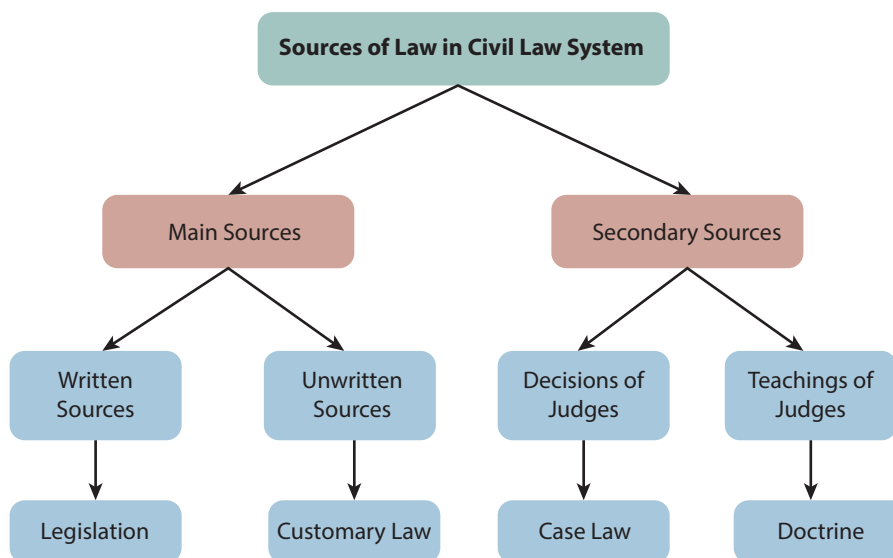 Sources of Law in Civil Law System
Main Sources
Secondary Sources
Written
Sources
Unwritten
Sources
Decisions of
Judges
Teachings of
Judges
Legislation
Customary Law
Case Law
Doctrine